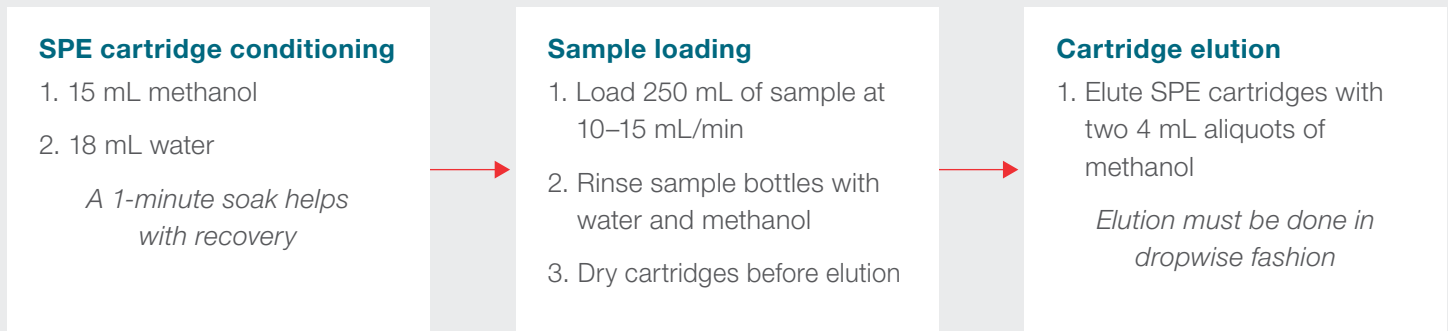 SPE cartridge conditioning
1. 15 mL methanol
2. 18 mL water
A 1-minute soak helps
with recovery
Sample loading
1. Load 250 mL of sample at
10–15 mL/min
2. Rinse sample bottles with
water and methanol
3. Dry cartridges before elution
Cartridge elution
1. Elute SPE cartridges with
two 4 mL aliquots of
methanol
Elution must be done in
dropwise fashion